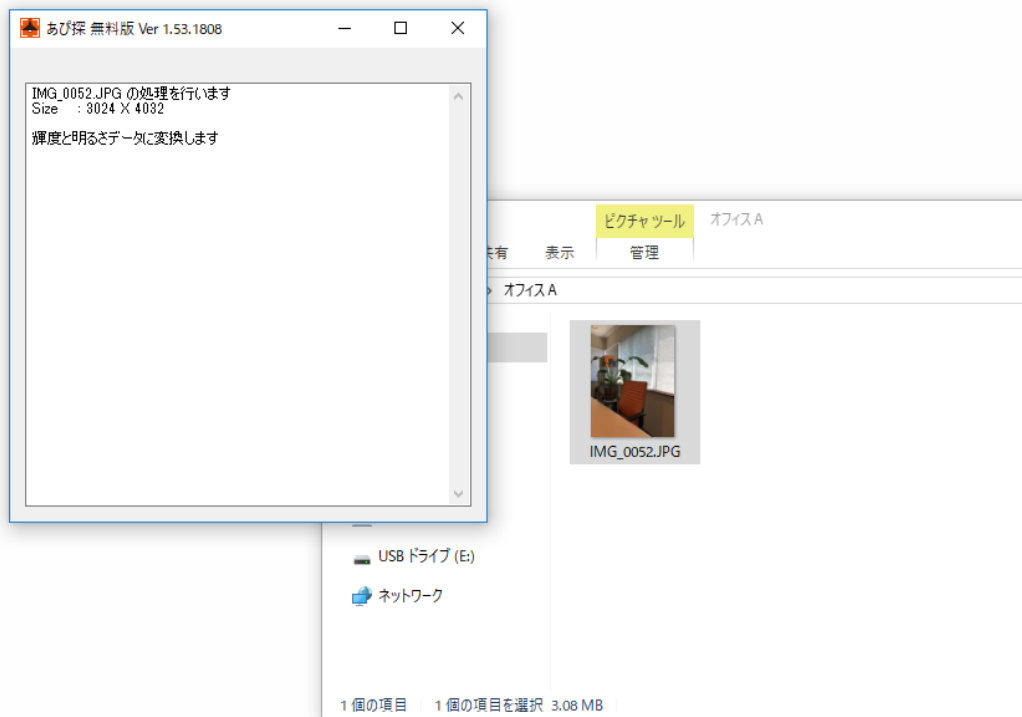 あぴ探 無料版 Ver 1.53.1808
IMG_0052.JPG の処理を行います
Size : 3024 X 4032
輝度と明るさデータに変換します
ピクチャ ツール
オフィス A
表示
管理
オフィス A
IMG_0052.JPG
USB ドライブ (E:)
ネットワーク
1 個の項目
1 個の項目を選択 3.08 MB